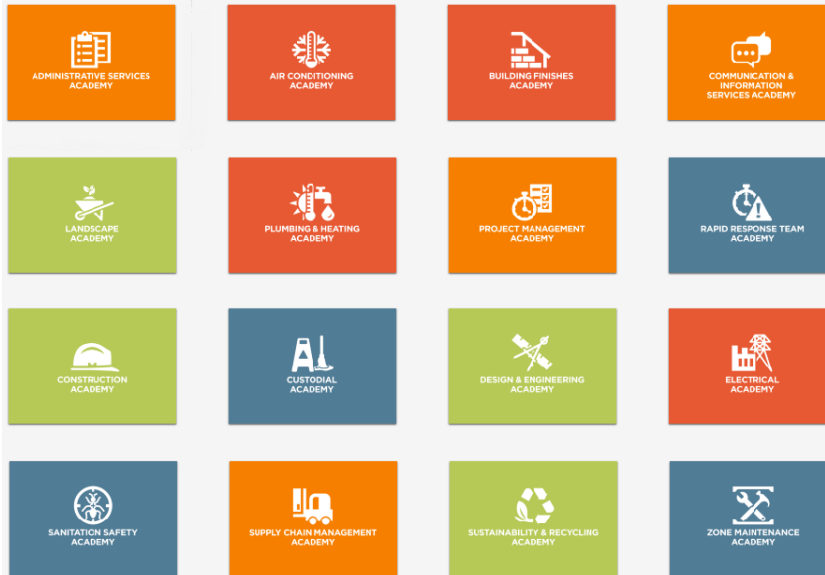 ADMINISTRATIVE SERVICES
ACADEMY
AIR CONDITIONING
ACADEMY
BUILDING FINISHES
ACADEMY
COMMUNICATION &
INFORMATION
SERVICES ACADEMY
LANDSCAPE
ACADEMY
PLUMBING & HEATING
ACADEMY
PROJECT MANAGEMENT
ACADEMY
RAPID RESPONSE TEAM
ACADEMY
CONSTRUCTION
ACADEMY
CUSTODIAL
ACADEMY
DESIGN & ENGINEERING
ACADEMY
ELECTRICAL
ACADEMY
SANITATION SAFETY
ACADEMY
SUPPLY CHAIN MANAGEMENT
ACADEMY
SUSTAINABILITY & RECYCLING
ACADEMY
ZONE MAINTENANCE
ACADEMY